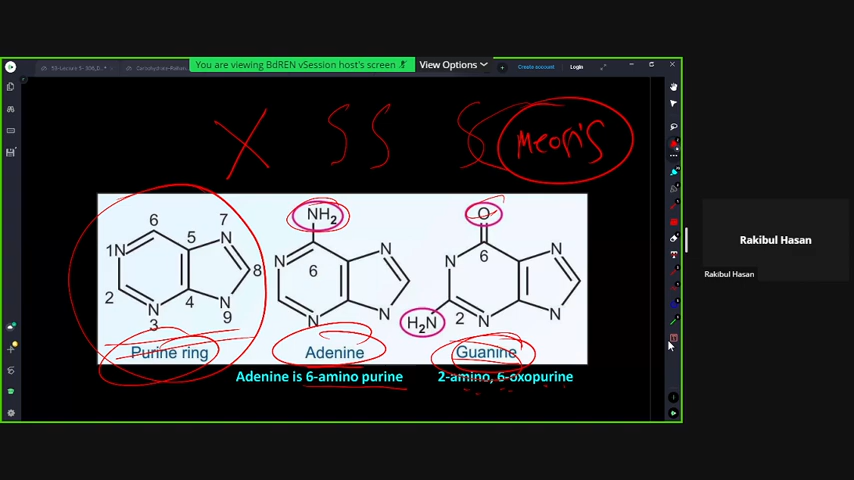 You are viewing BdREN vSession host's screen
View Options
Create account
Login
NH₂
O
6
7
5
1N
N
N
N
N
N
6
6
8
2
N
4
N
N
N
H₂N
2
N
N
9
3
Purine ring
Adenine
Guanine
Adenine is 6-amino purine
2-amino, 6-oxopurine
Rakibul Hasan
Rakibul Hasan